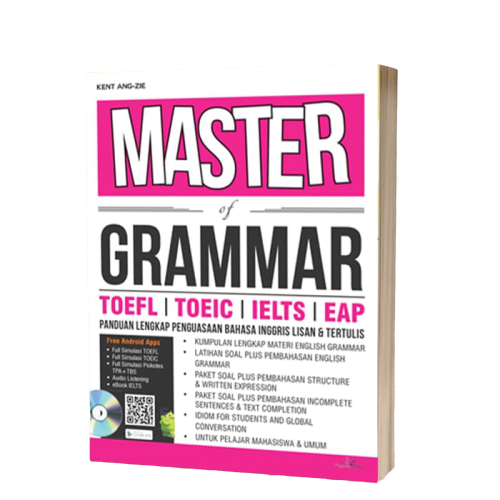 KENT ANG-ZIE
MASTER
of
GRAMMAR
TOEFL | TOEIC | IELTS | EAP
PANDUAN LENGKAP PENGUASAAN BAHASA INGGRIS LISAN & TERTULIS
Free Android Apps
• Full Simulasi TOEFL
• Full Simulasi TOEIC
• Full Simulasi Psikotes
TPA + TBS
• Audio Listening
• eBook IELTS
• KUMPULAN LENGKAP MATERI ENGLISH GRAMMAR
• LATIHAN SOAL PLUS PEMBAHASAN ENGLISH
GRAMMAR
• PAKET SOAL PLUS PEMBAHASAN STRUCTURE
& WRITTEN EXPRESSION
• PAKET SOAL PLUS PEMBAHASAN INCOMPLETE
SENTENCES & TEXT COMPLETION
• IDIOM FOR STUDENTS AND GLOBAL
CONVERSATION
• UNTUK PELAJAR MAHASISWA & UMUM